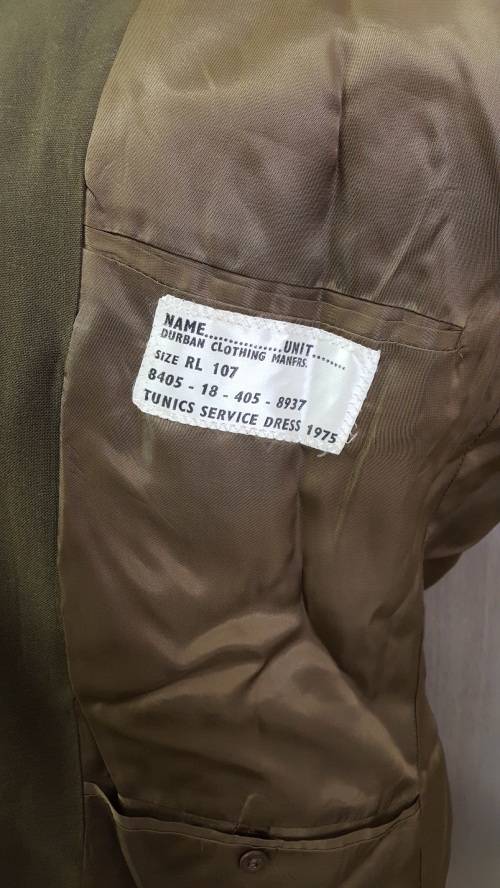 NAME................UNIT........
DURBAN CLOTHING MANFRS.
SIZE RL 107
8405 - 18 - 405 - 8937
TUNICS SERVICE DRESS 1975